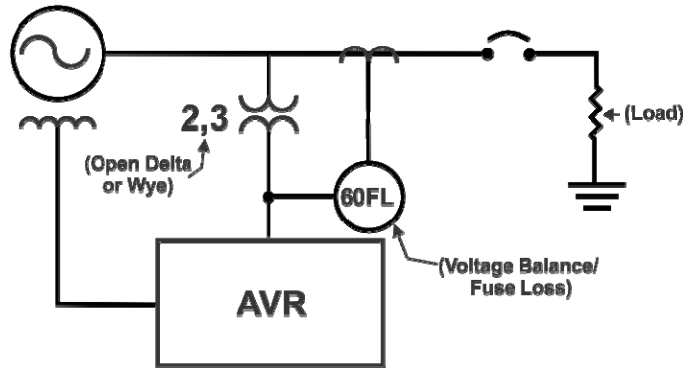 2,3
(Open Delta
or Wye)
(Load)
60FL
(Voltage Balance/
Fuse Loss)
AVR